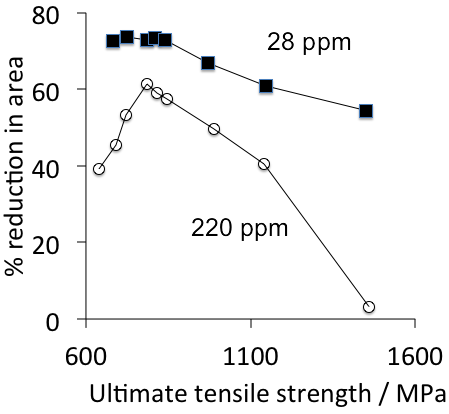 80
28 ppm
60
% reduction in area
40
220 ppm
20
0
600
1100
1600
Ultimate tensile strength / MPa